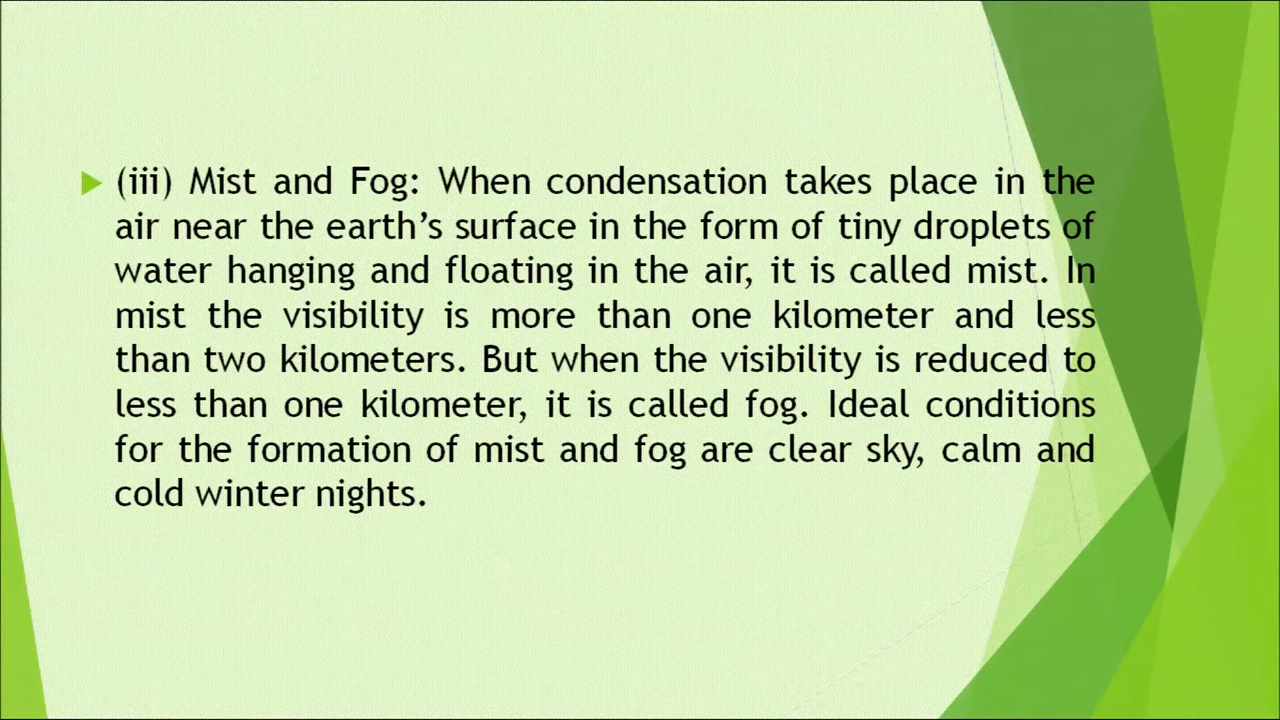 (iii) Mist and Fog: When condensation takes place in the
air near the earth’s surface in the form of tiny droplets of
water hanging and floating in the air, it is called mist. In
mist the visibility is more than one kilometer and less
than two kilometers. But when the visibility is reduced to
less than one kilometer, it is called fog. Ideal conditions
for the formation of mist and fog are clear sky, calm and
cold winter nights.